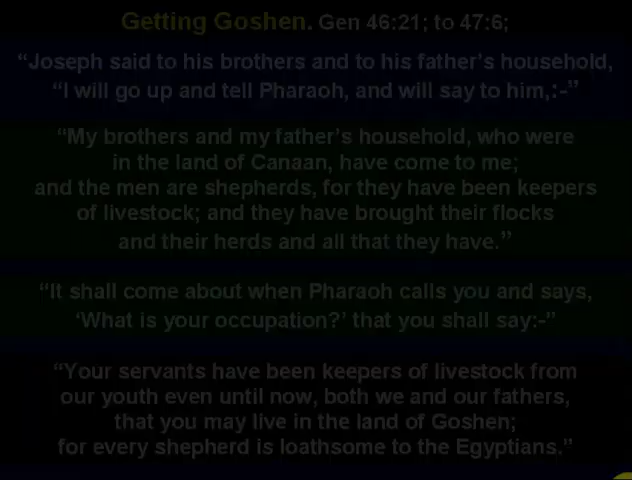 Getting Goshen. Gen 46:21; to 47:6;
“Joseph said to his brothers and to his father’s household,
“I will go up and tell Pharaoh, and will say to him,:-”
“My brothers and my father’s household, who were
in the land of Canaan, have come to me;
and the men are shepherds, for they have been keepers
of livestock; and they have brought their flocks
and their herds and all that they have.”
“It shall come about when Pharaoh calls you and says,
‘What is your occupation?’ that you shall say:-”
“Your servants have been keepers of livestock from
our youth even until now, both we and our fathers,
that you may live in the land of Goshen;
for every shepherd is loathsome to the Egyptians.”